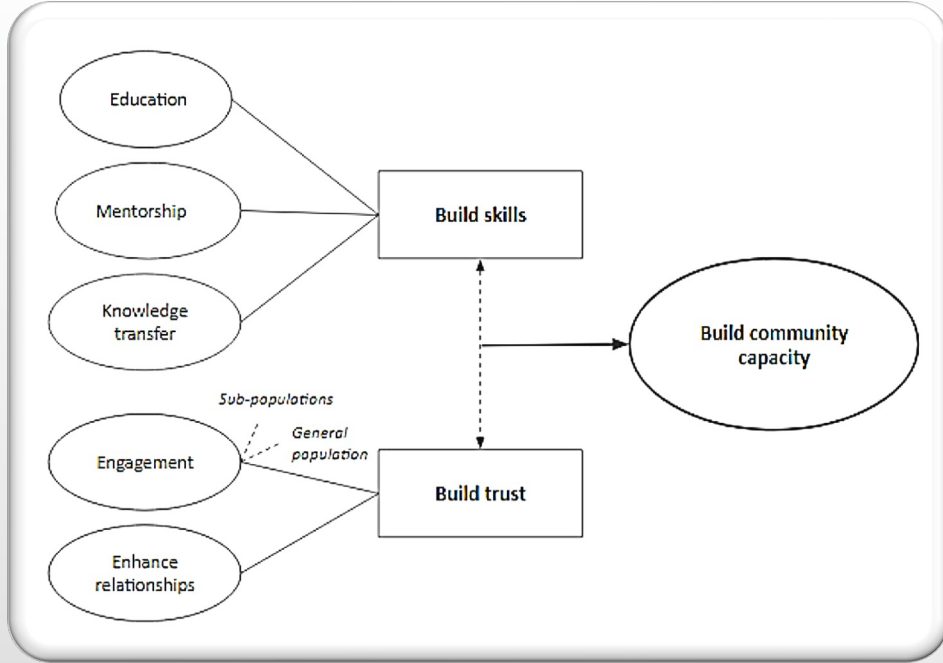 Education
Mentorship
Knowledge
transfer
Build skills
Sub-populations
General
population
Engagement
Enhance
relationships
Build trust
Build community
capacity